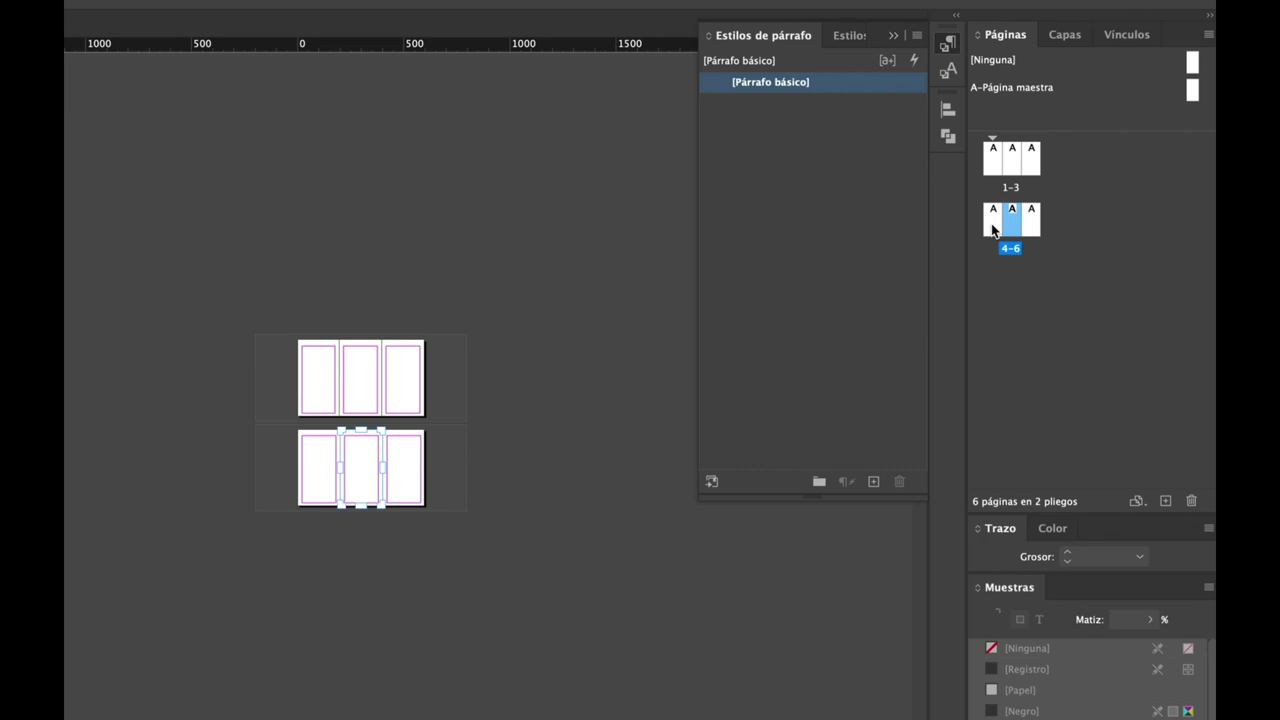 1000 500 0 500 1000 1500
Estilos de párrafo Estilo:
[Párrafo básico] [a+]
[Párrafo básico]
Páginas Capas Vínculos
[Ninguna]
A-Página maestra
A A A
1-3
A A A
4-6
6 páginas en 2 pliegos
Trazo Color
Grosor:
Muestras
T Matiz: %
[Ninguna]
[Registro]
[Papel]
[Negro]